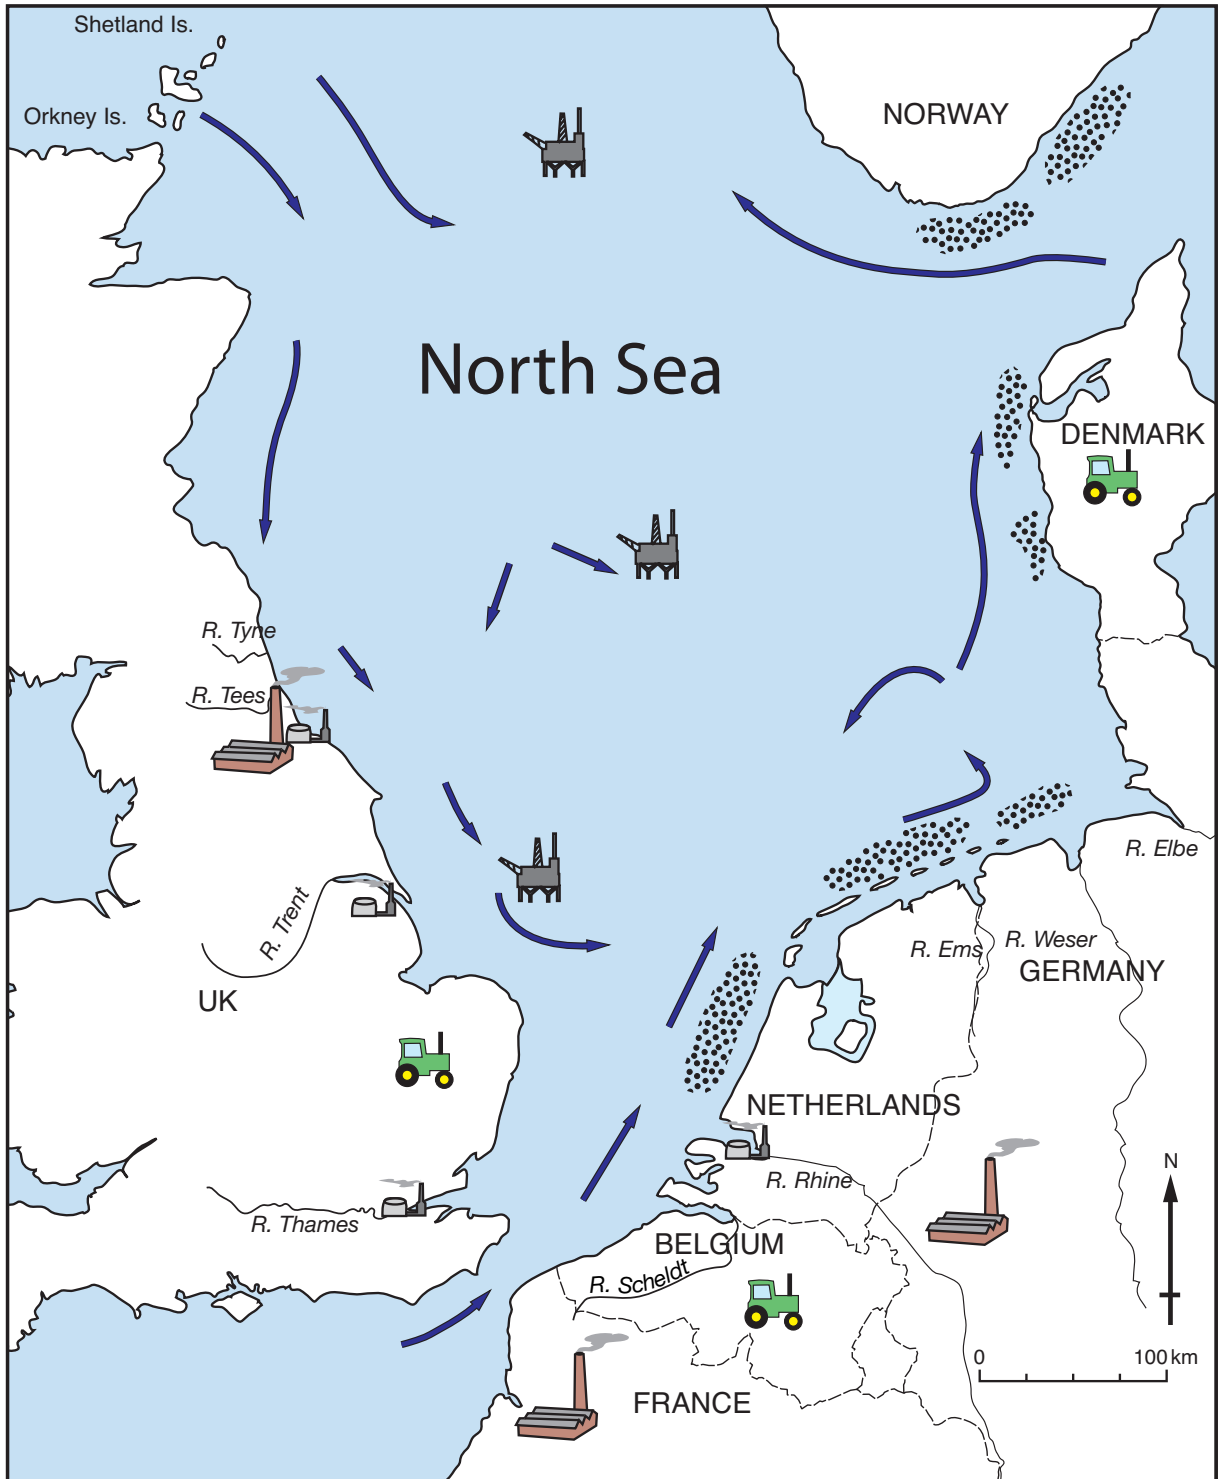 Shetland Is.
Orkney Is.
NORWAY
North Sea
DENMARK
R. Tyne
R. Tees
R. Elbe
R. Trent
R. Ems
R. Weser
GERMANY
UK
NETHERLANDS
N
R. Rhine
R. Thames
BELGIUM
R. Scheldt
0 100 km
FRANCE